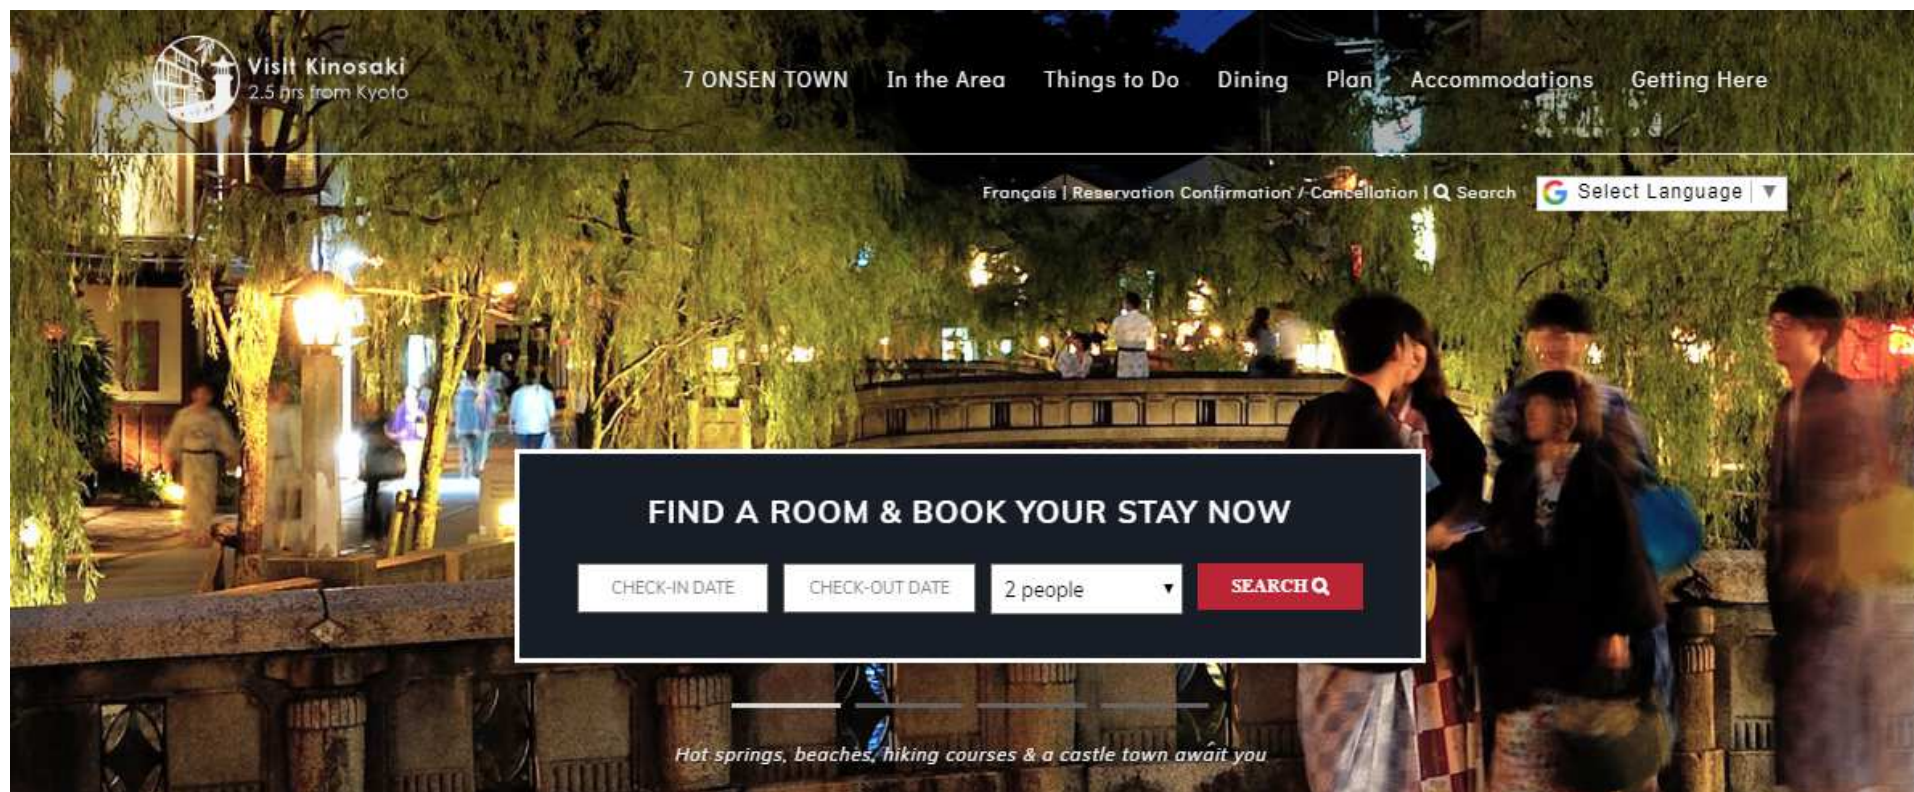 Visit Kinosaki
2.5 hrs from Kyoto
7 ONSEN TOWN In the Area Things to Do Dining Plan Accommodations Getting Here
Français | Reservation Confirmation / Cancellation | Search
Select Language ▼
FIND A ROOM & BOOK YOUR STAY NOW
CHECK-IN DATE CHECK-OUT DATE 2 people ▼ SEARCH
Hot springs, beaches, hiking courses & a castle town await you